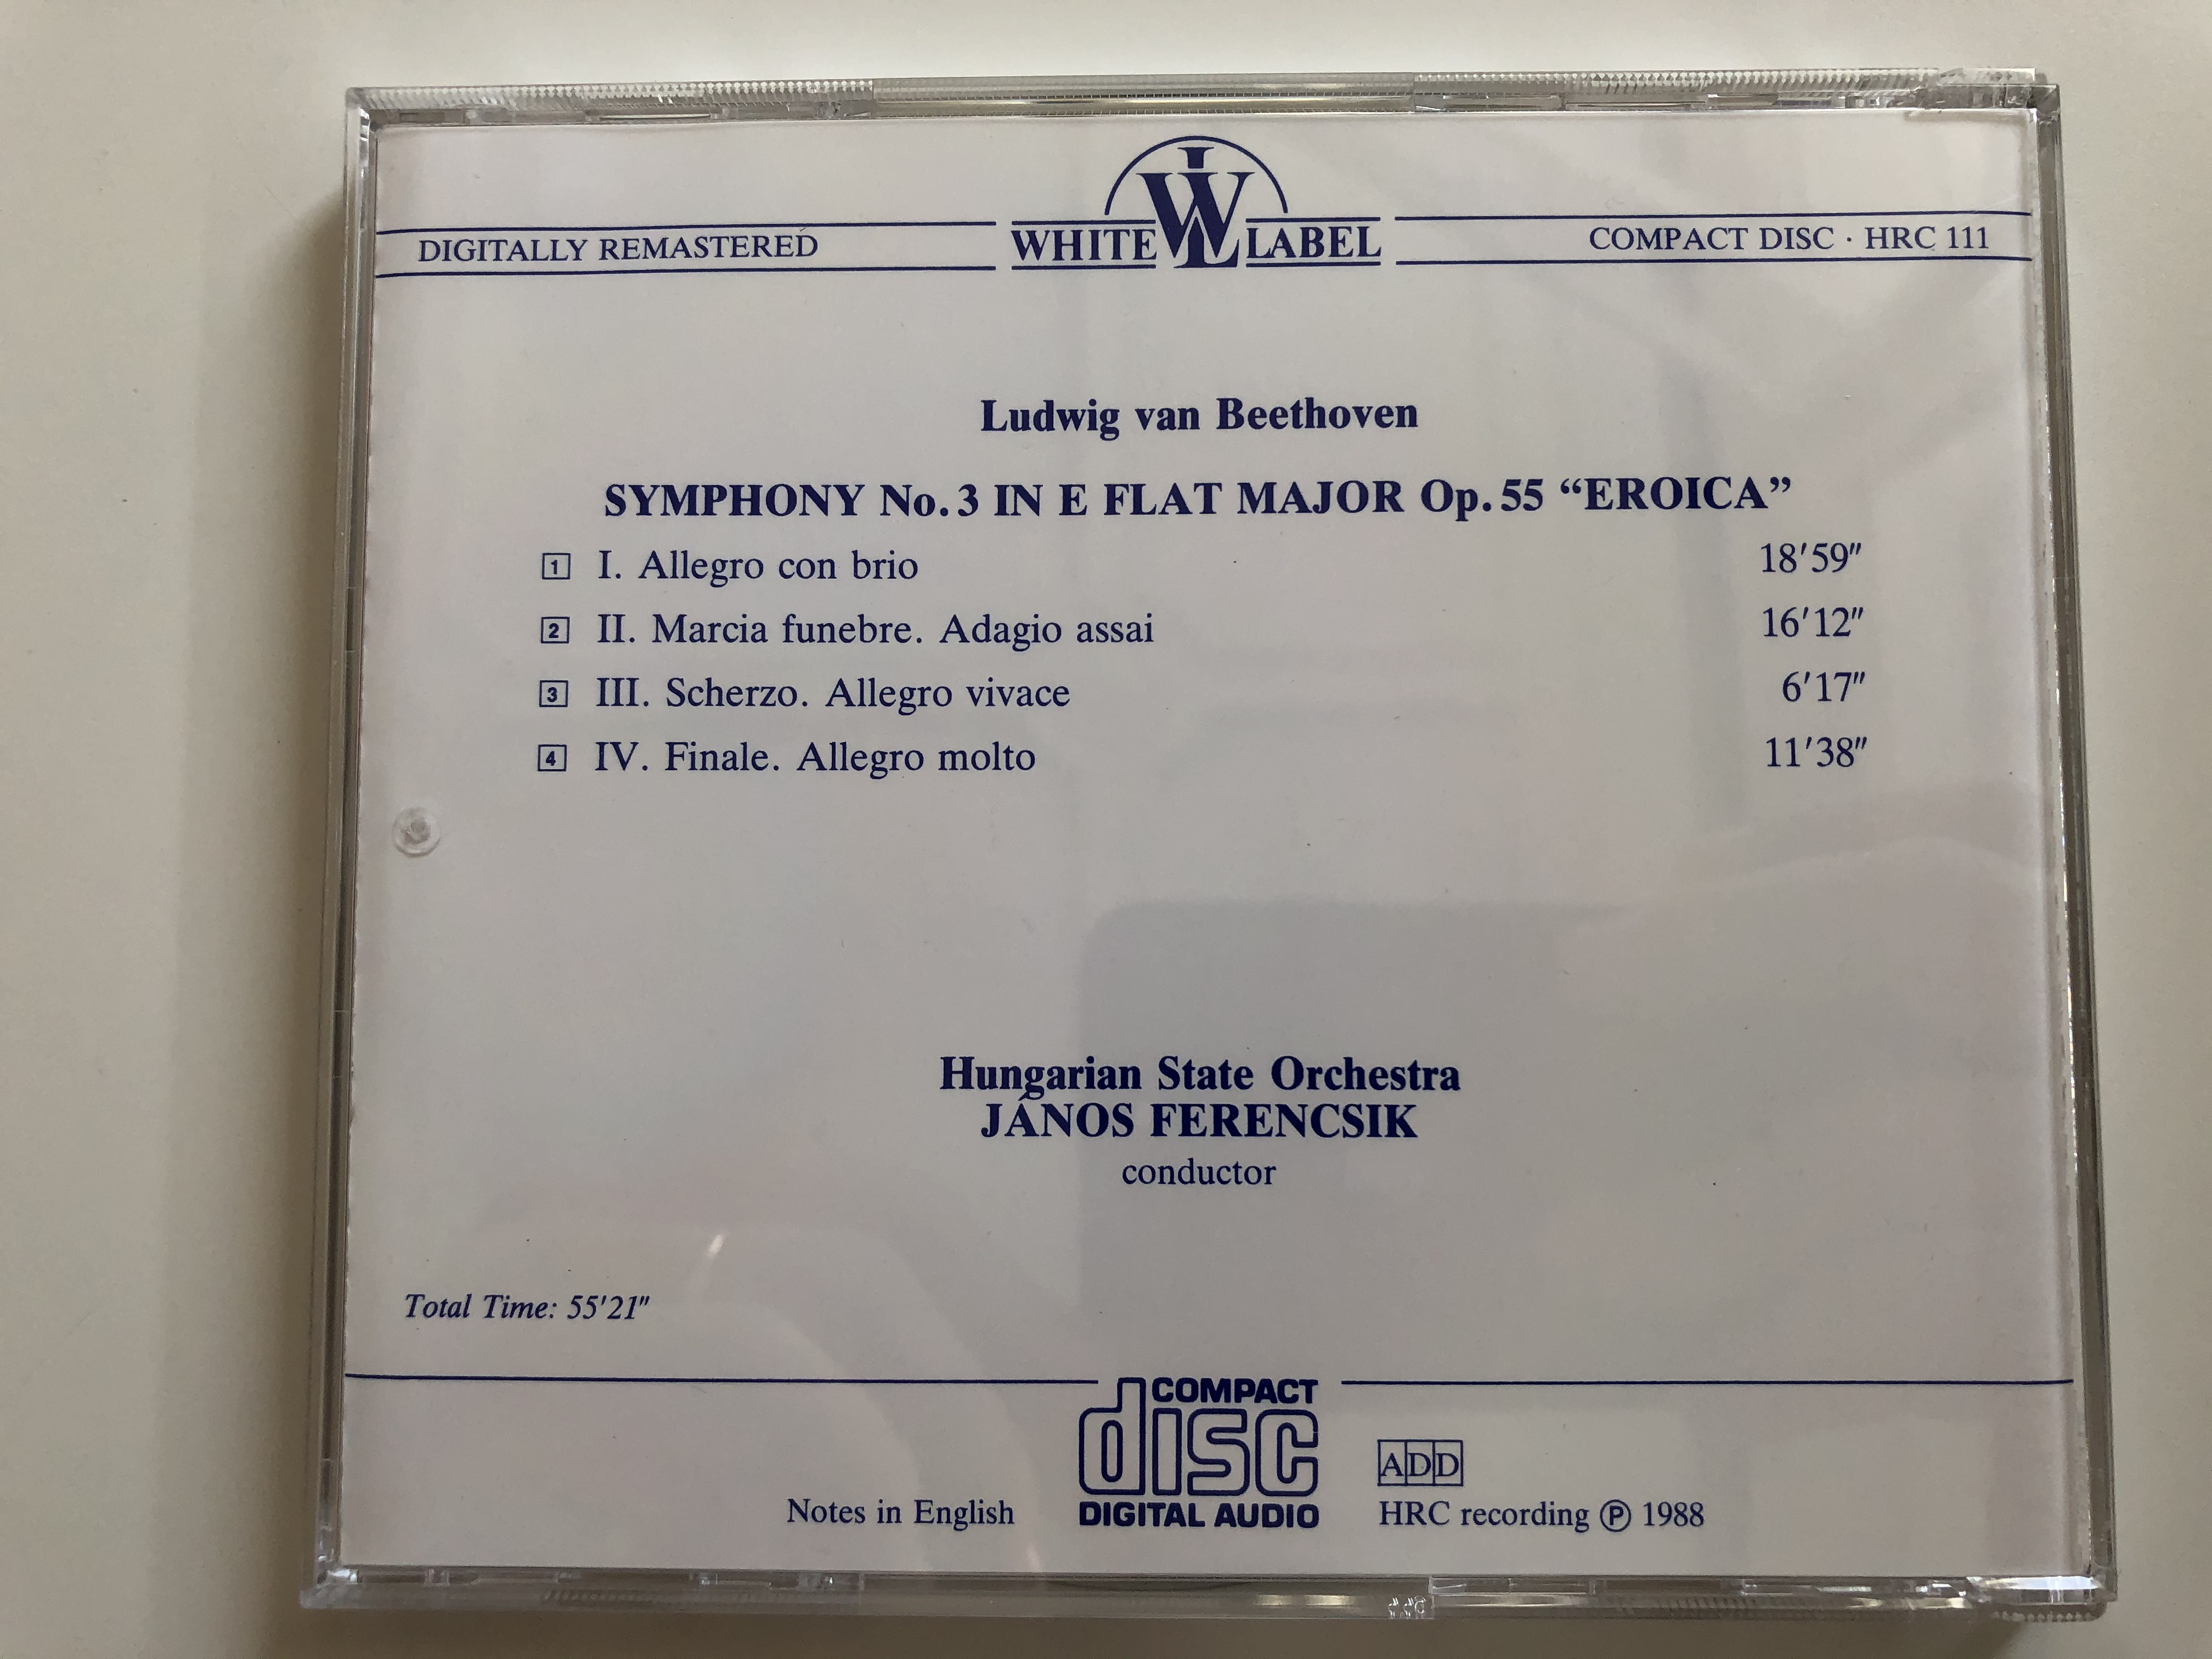 DIGITALLY REMASTERED
WHITE WL LABEL
COMPACT DISC · HRC 111
Ludwig van Beethoven
SYMPHONY No. 3 IN E FLAT MAJOR Op. 55 “EROICA”
1 I. Allegro con brio 18′59″
2 II. Marcia funebre. Adagio assai 16′12″
3 III. Scherzo. Allegro vivace 6′17″
4 IV. Finale. Allegro molto 11′38″
Hungarian State Orchestra
JÁNOS FERENCSIK
conductor
Total Time: 55′21″
COMPACT
disc
DIGITAL AUDIO
ADD
Notes in English
HRC recording ℗ 1988